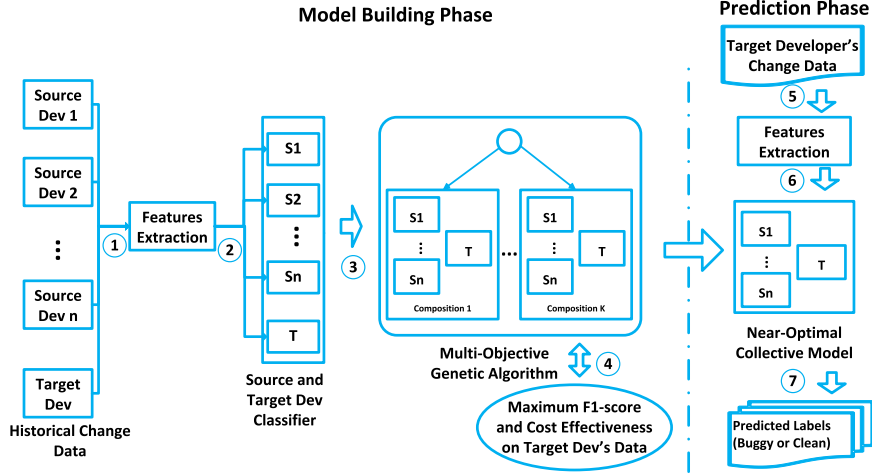 Model Building Phase
Prediction Phase
Source
Dev 1
Source
Dev 2
...
Source
Dev n
Target
Dev
Historical Change
Data
1
Features
Extraction
2
S1
S2
...
Sn
T
Source and
Target Dev
Classifier
3
S1
...
Sn
T
Composition 1
...
S1
...
Sn
T
Composition K
Multi-Objective
Genetic Algorithm
4
Maximum F1-score
and Cost Effectiveness
on Target Dev's Data
Target Developer's
Change Data
5
Features
Extraction
6
S1
...
Sn
T
Near-Optimal
Collective Model
7
Predicted Labels
(Buggy or Clean)